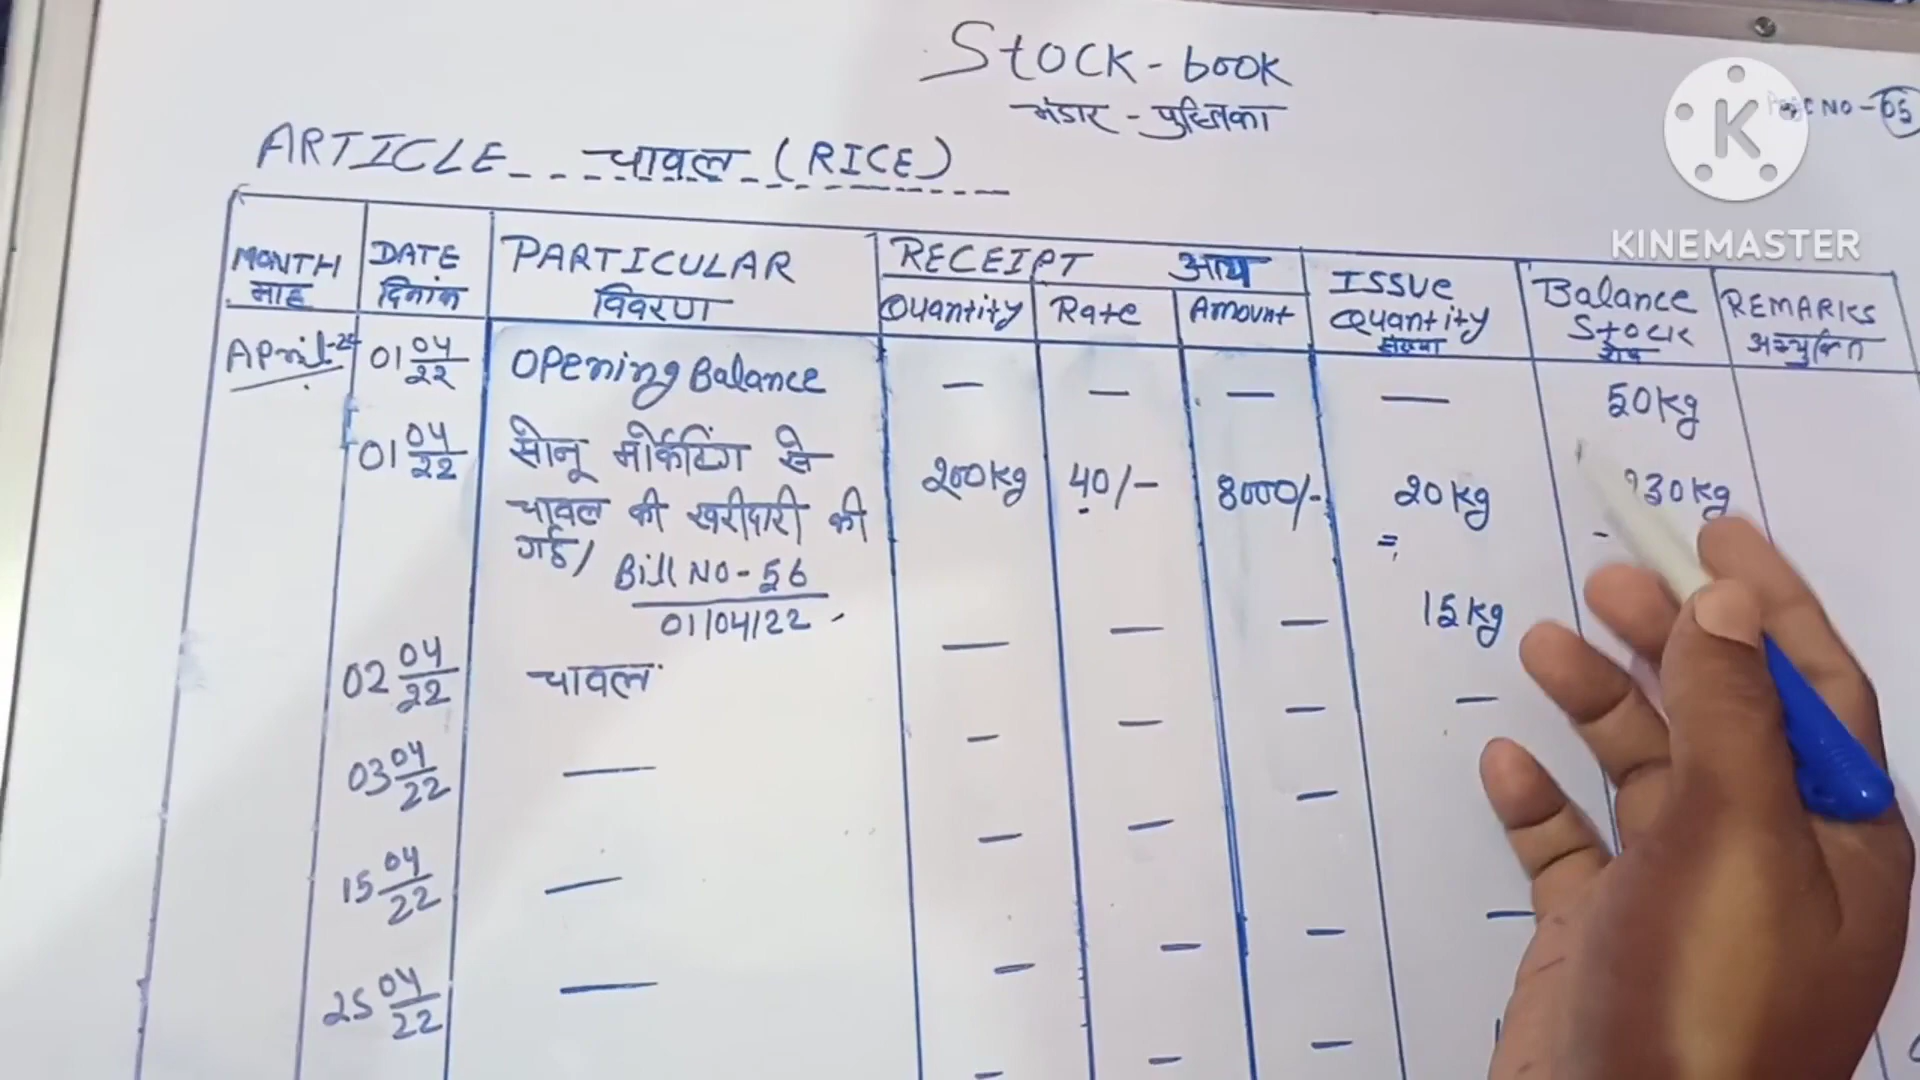 Stock-book
भंडार - पुस्तिका
NO-05
KINEMASTER
ARTICLE चावल (RICE)
MONTH DATE PARTICULAR RECEIPT आय ISSUE Balance REMARKS
माह दिनांक विवरण Quantity Rate Amount Quantity Stock अभ्युक्ति
संख्या शेष
April 01 04/22 Opening Balance — — — — 50kg
01 04/22 सोनू मार्केटिंग से 200kg 40/- 8000/- 20kg 230kg
चावल की खरीदारी की
गई/ Bill NO-56
01/04/22
02 04/22 चावल — — — 15kg
03 04/22 — — — — —
15 04/22 — — — —
25 04/22 — — — —